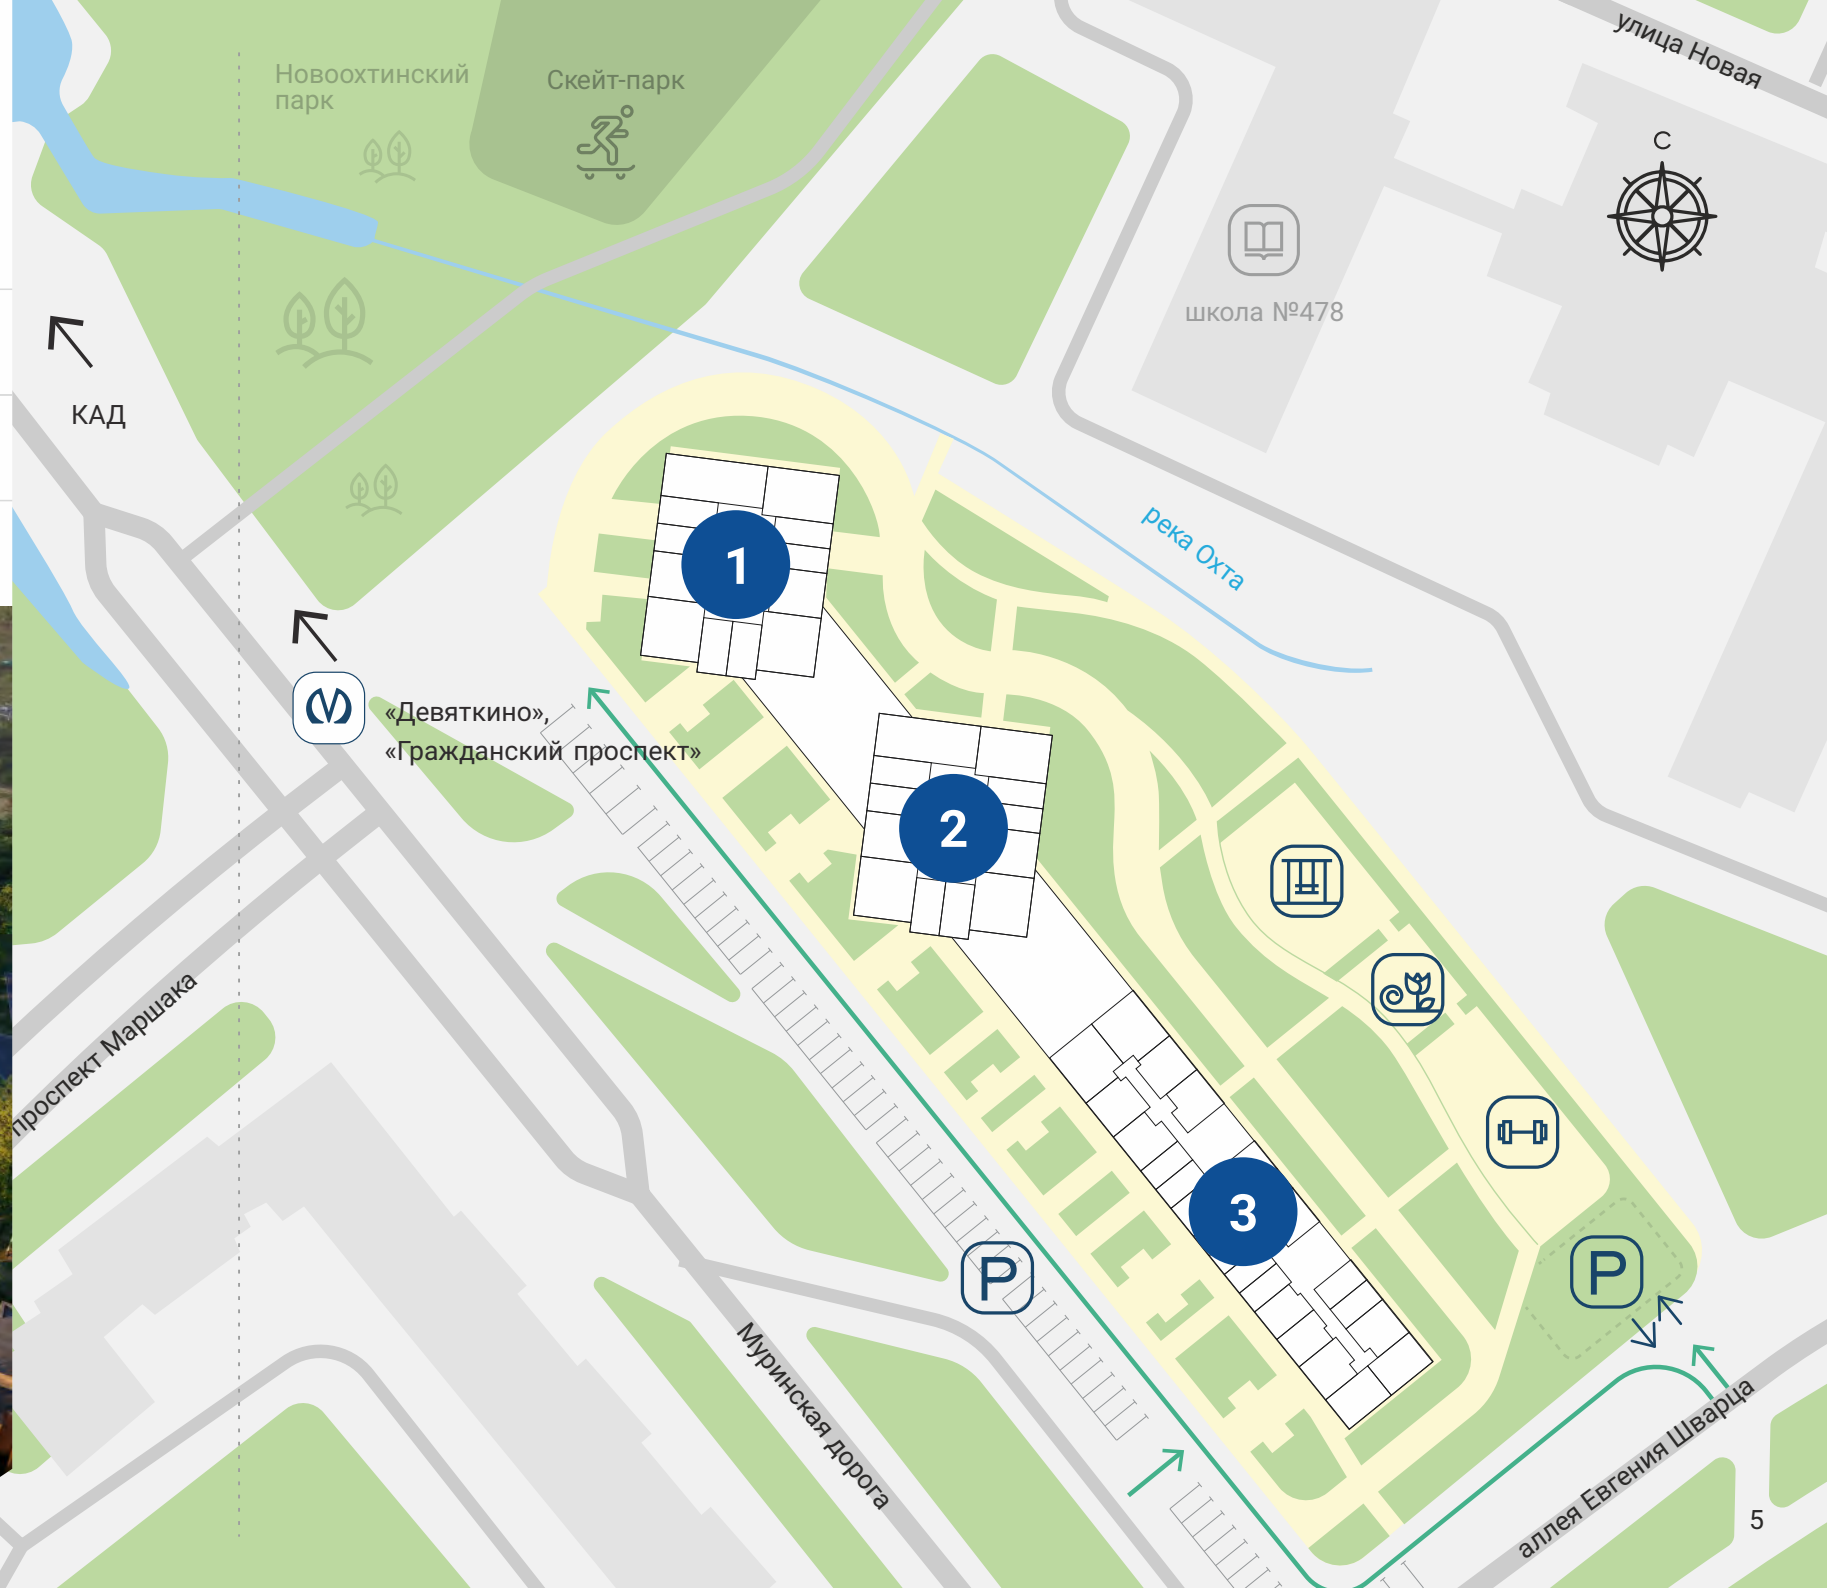 улица Новая
Новоохтинский
парк
Скейт-парк
С
школа №478
КАД
река Охта
1
«Девяткино»,
«Гражданский проспект»
2
проспект Маршака
3
P
P
Муринская дорога
аллея Евгения Шварца
5